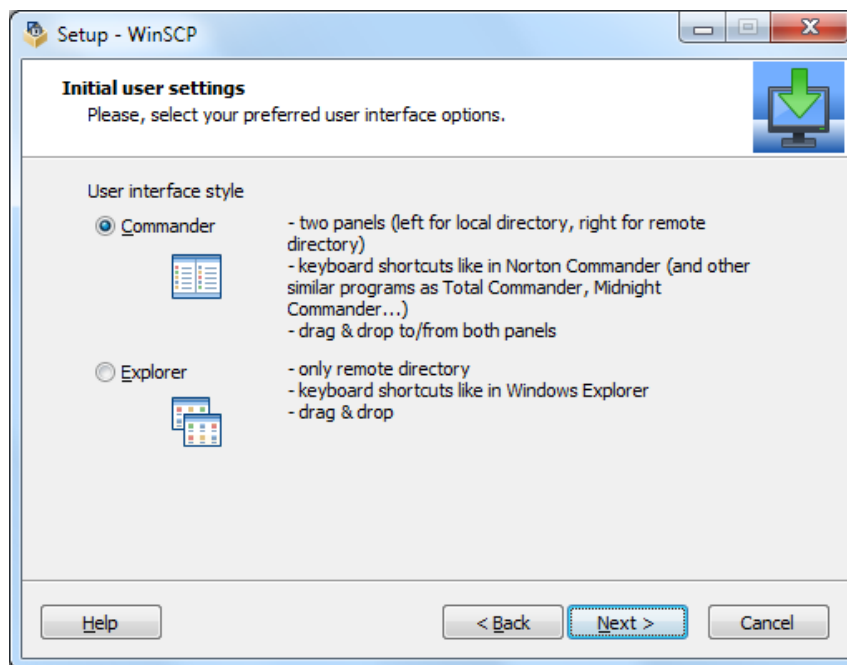 Setup - WinSCP
Initial user settings
Please, select your preferred user interface options.
User interface style
Commander
- two panels (left for local directory, right for remote
directory)
- keyboard shortcuts like in Norton Commander (and other
similar programs as Total Commander, Midnight
Commander...)
- drag & drop to/from both panels
Explorer
- only remote directory
- keyboard shortcuts like in Windows Explorer
- drag & drop
Help
< Back
Next >
Cancel